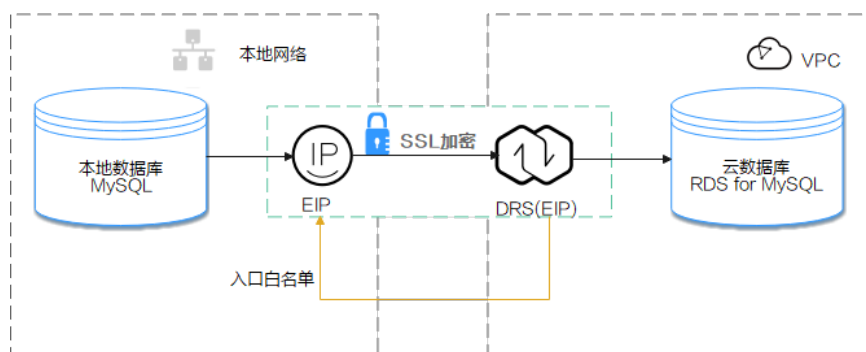 本地网络
VPC
本地数据库
MySQL
IP
EIP
SSL加密
DRS(EIP)
云数据库
RDS for MySQL
入口白名单